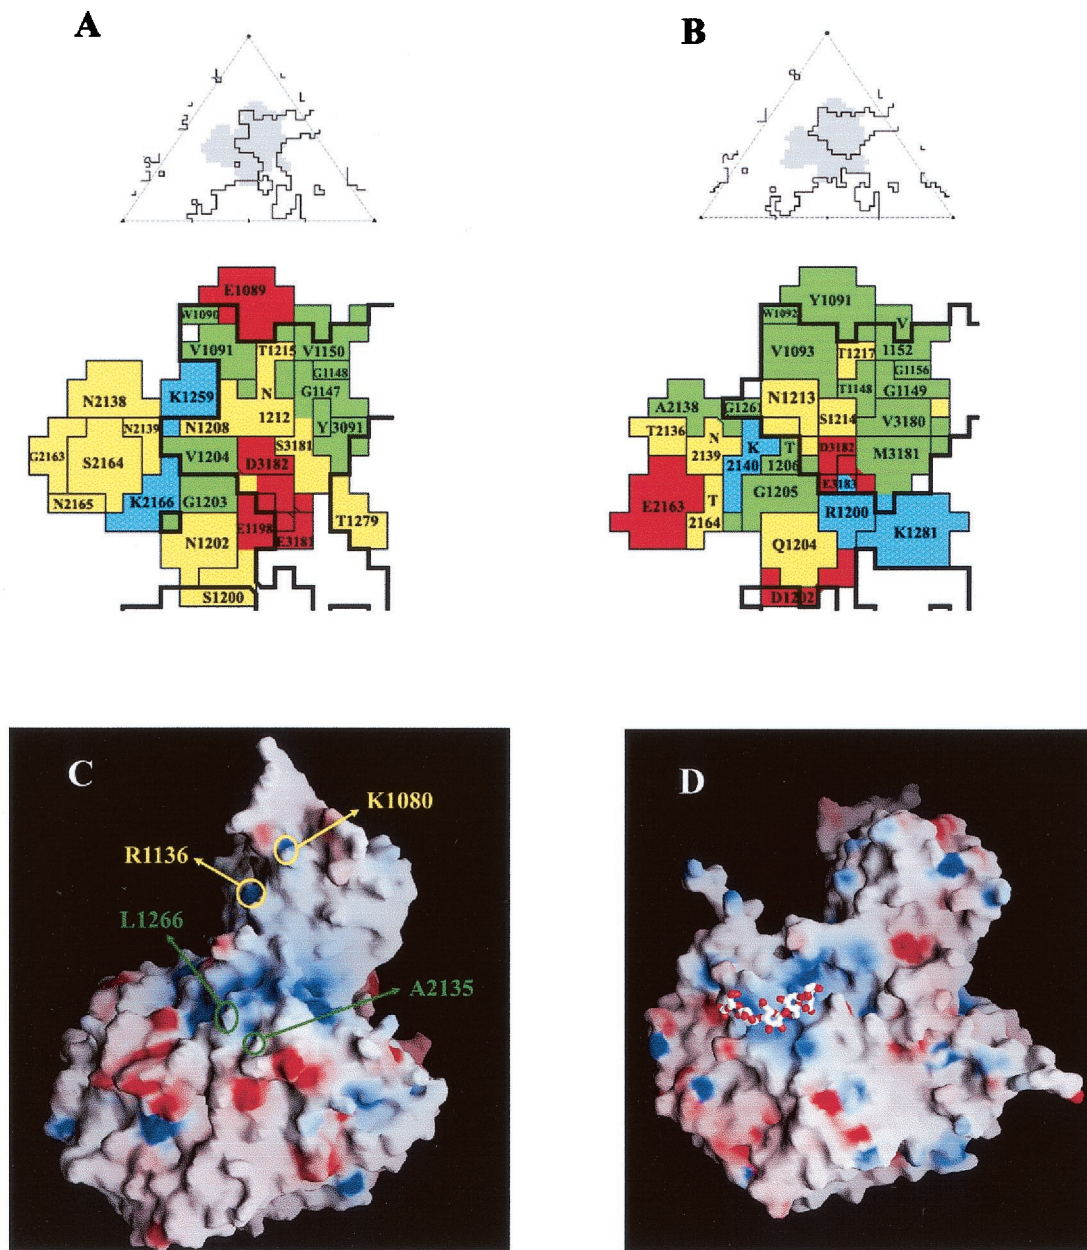 A
B
E1089
W1090
V1091
T1215
V1150
G1148
G1147
K1259
N
1212
N2138
N2139
N1208
Y 3091
S3181
G2163
S2164
V1204
D3182
N2165
K2166
G1203
E1198
T1279
N1202
E3181
S1200
Y1091
W1092
V
V1093
T1217
1152
G1156
T1148
G1149
N1213
A2138
G1261
S1214
V3180
T2136
N
2139
K
2140
T
1206
D3182
M3181
E3183
E2163
G1205
T
2164
R1200
K1281
Q1204
D1202
C
K1080
R1136
L1266
A2135
D